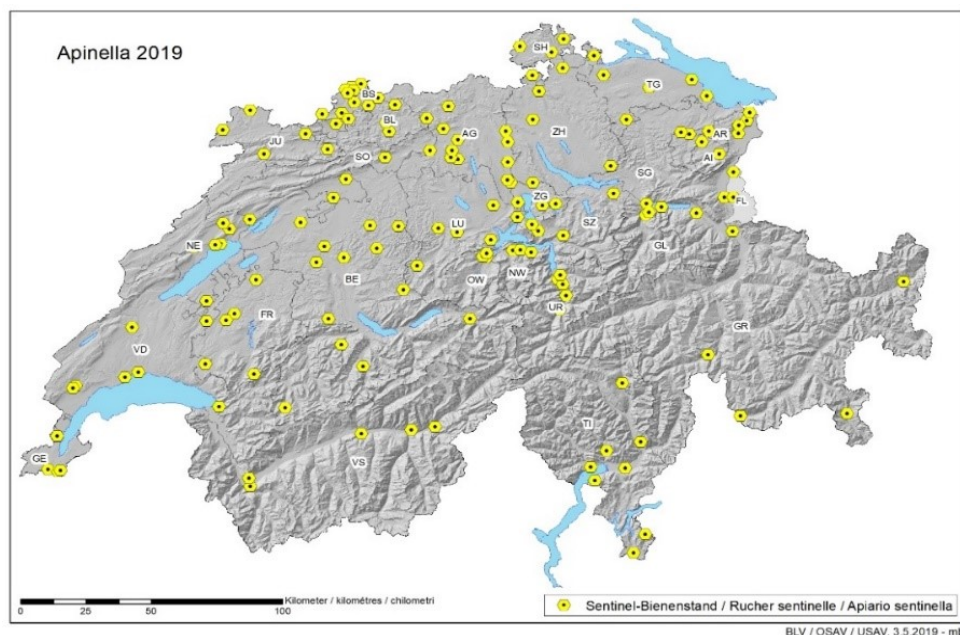 Apinella 2019
SH
TG
BS
BL
JU
AG
ZH
AR
SO
AI
SG
ZG
FL
NE
LU
SZ
GL
BE
OW
NW
FR
UR
GR
VD
TI
GE
VS
Kilometer / kilométres / chilometri
0 25 50 100
Sentinel-Bienenstand / Rucher sentinelle / Apiario sentinella
BLV / OSAV / USAV, 3.5.2019 -